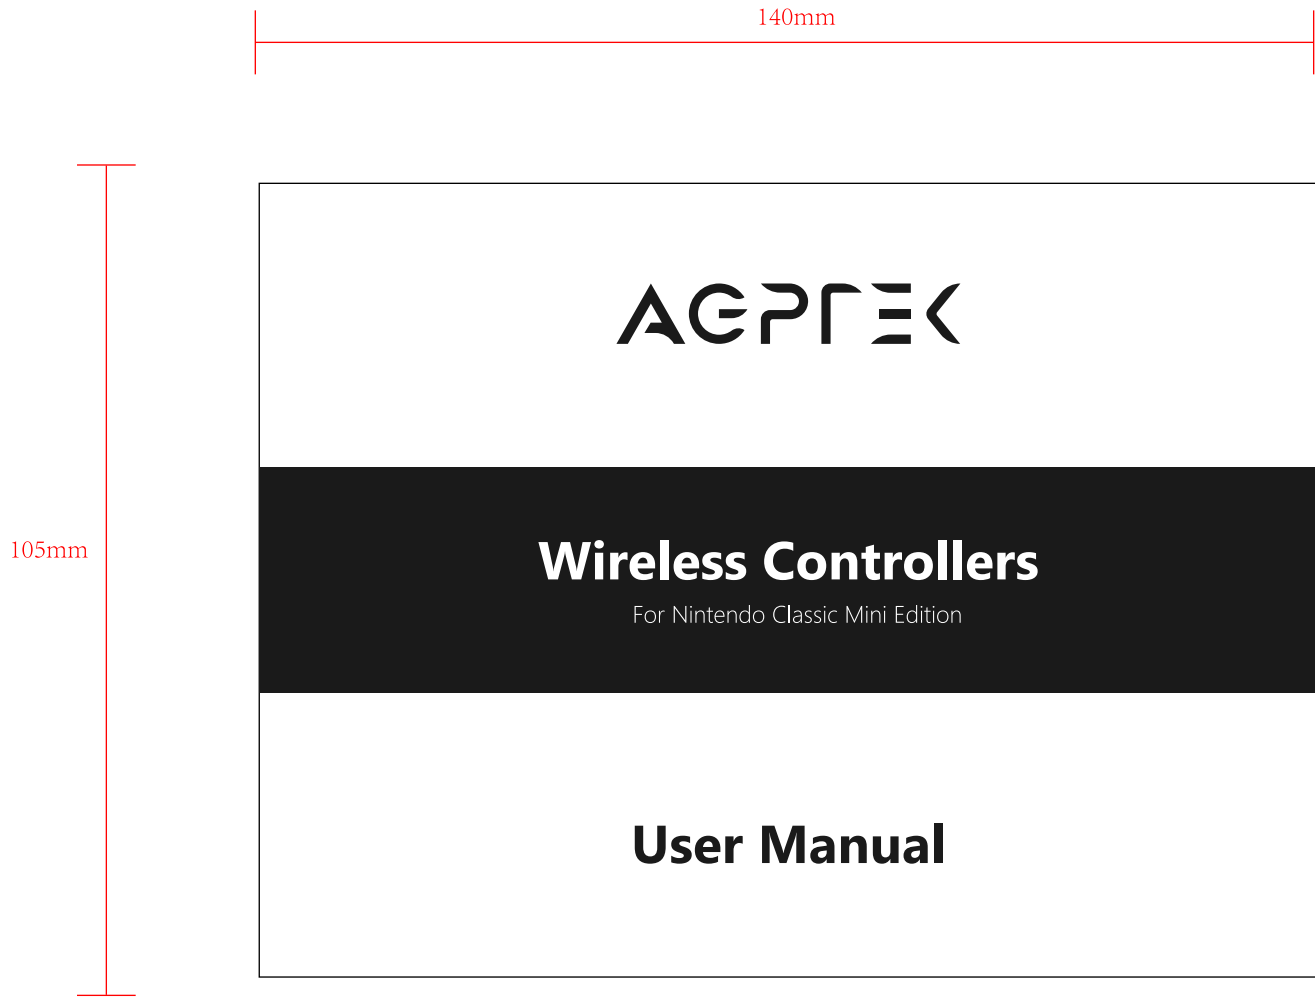 140mm
AGPTEK
105mm
Wireless Controllers
For Nintendo Classic Mini Edition
User Manual